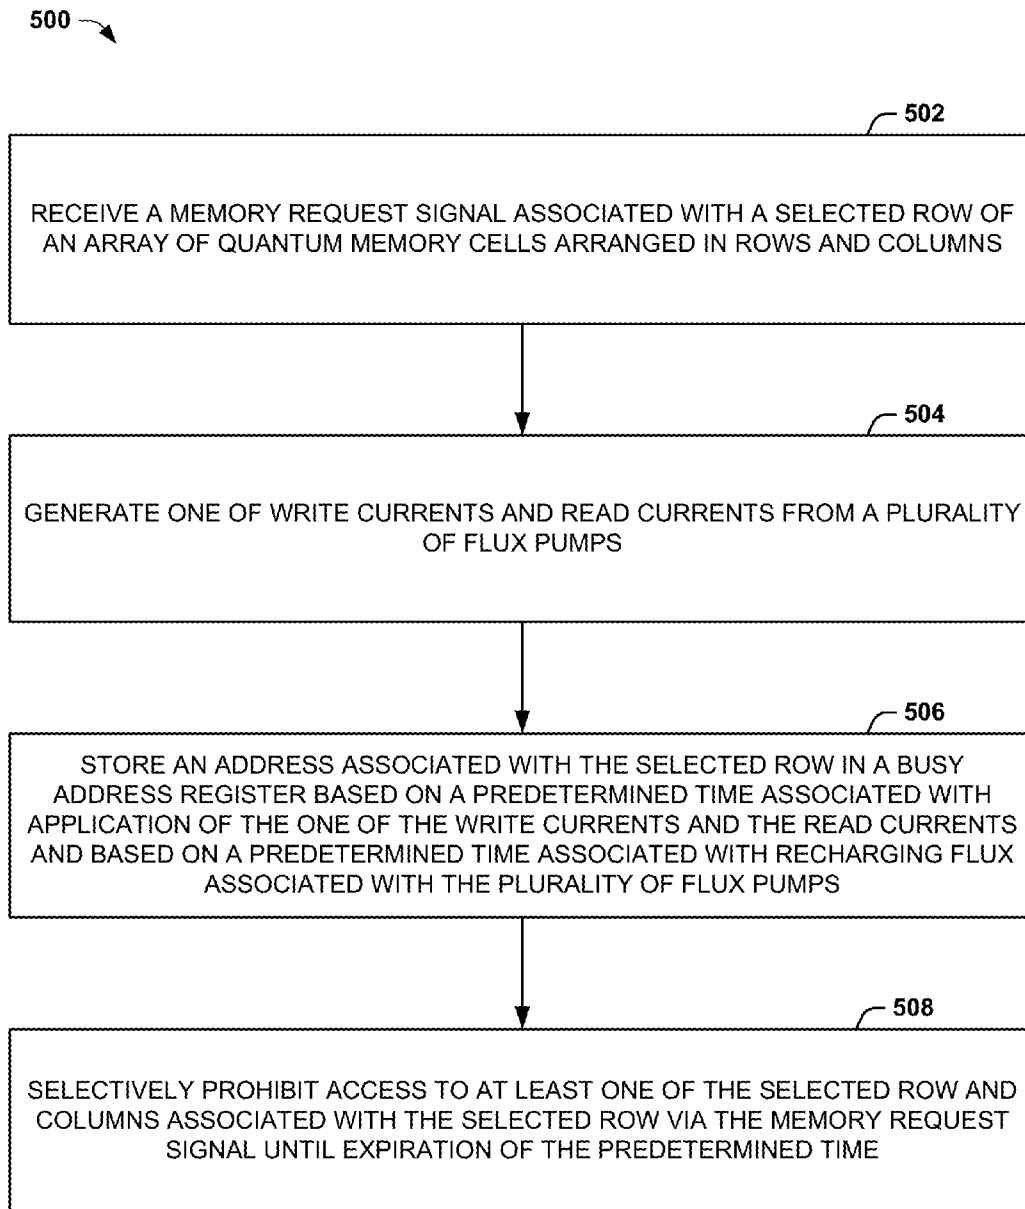 500
502
RECEIVE A MEMORY REQUEST SIGNAL ASSOCIATED WITH A SELECTED ROW OF
AN ARRAY OF QUANTUM MEMORY CELLS ARRANGED IN ROWS AND COLUMNS
504
GENERATE ONE OF WRITE CURRENTS AND READ CURRENTS FROM A PLURALITY
OF FLUX PUMPS
506
STORE AN ADDRESS ASSOCIATED WITH THE SELECTED ROW IN A BUSY
ADDRESS REGISTER BASED ON A PREDETERMINED TIME ASSOCIATED WITH
APPLICATION OF THE ONE OF THE WRITE CURRENTS AND THE READ CURRENTS
AND BASED ON A PREDETERMINED TIME ASSOCIATED WITH RECHARGING FLUX
ASSOCIATED WITH THE PLURALITY OF FLUX PUMPS
508
SELECTIVELY PROHIBIT ACCESS TO AT LEAST ONE OF THE SELECTED ROW AND
COLUMNS ASSOCIATED WITH THE SELECTED ROW VIA THE MEMORY REQUEST
SIGNAL UNTIL EXPIRATION OF THE PREDETERMINED TIME